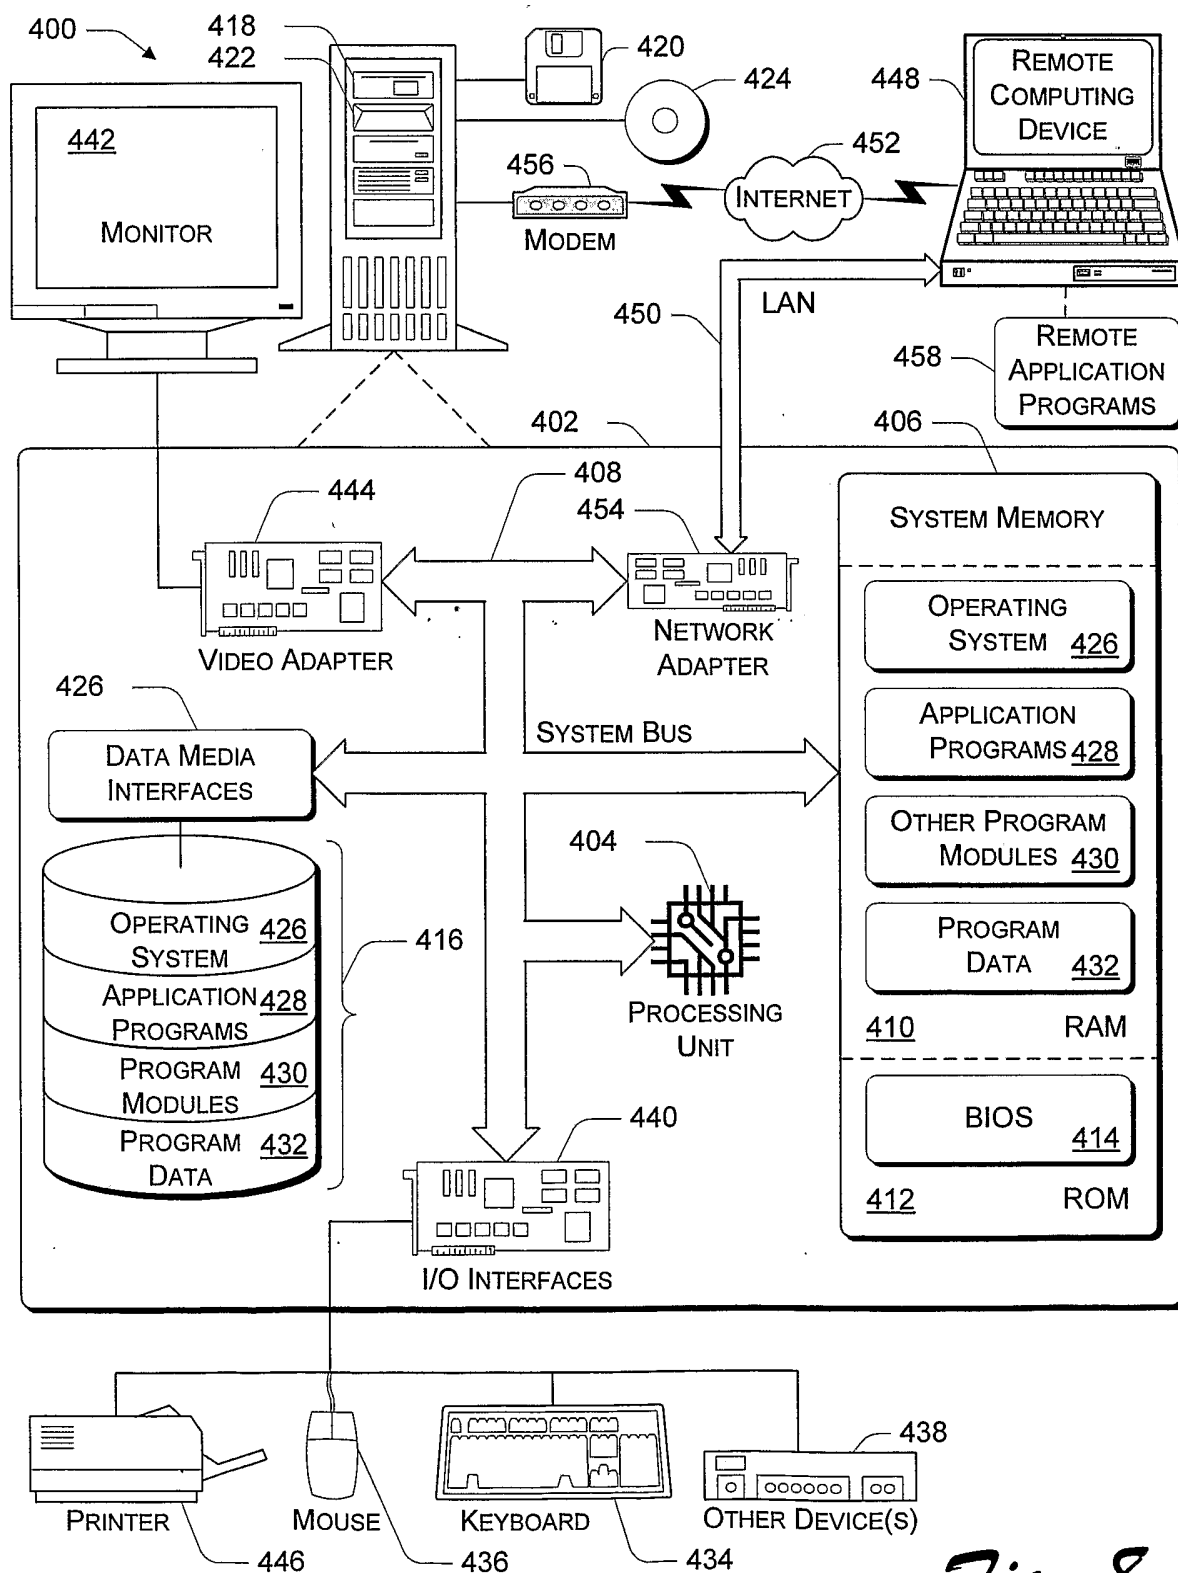 400
418
422
420
424
448
REMOTE
COMPUTING
DEVICE
442
MONITOR
456
MODEM
452
INTERNET
450
LAN
458
REMOTE
APPLICATION
PROGRAMS
402
406
408
444
454
VIDEO ADAPTER
NETWORK
ADAPTER
SYSTEM MEMORY
OPERATING
SYSTEM 426
APPLICATION
PROGRAMS 428
OTHER PROGRAM
MODULES 430
PROGRAM
DATA 432
410 RAM
BIOS
414
412 ROM
426
DATA MEDIA
INTERFACES
SYSTEM BUS
404
PROCESSING
UNIT
OPERATING
SYSTEM 426
APPLICATION
PROGRAMS 428
PROGRAM
MODULES 430
PROGRAM
DATA 432
416
440
I/O INTERFACES
PRINTER
446
MOUSE
436
KEYBOARD
434
438
OTHER DEVICE(S)
Fig. 8